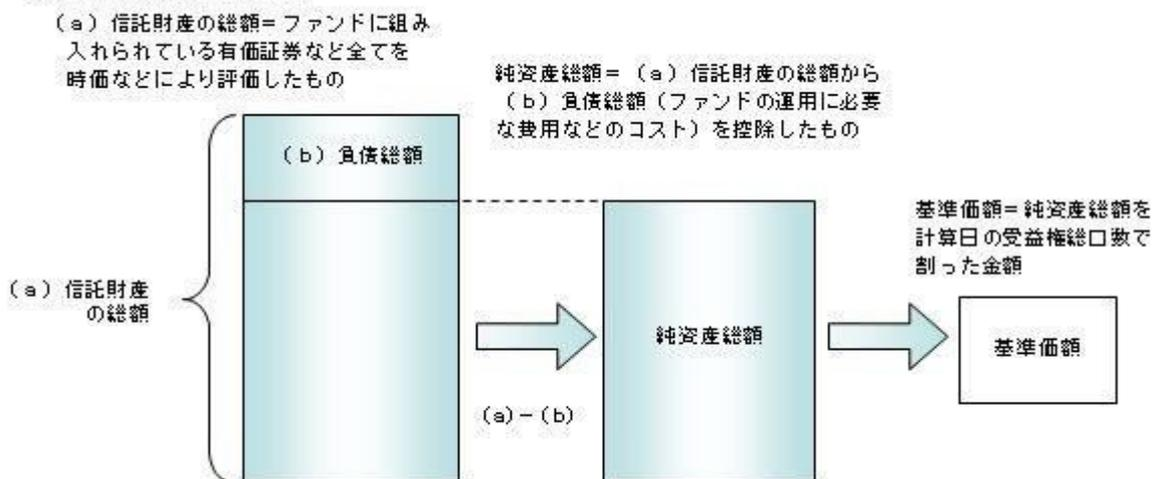 (a)信託財産の総額=ファンドに組み
入れられている有価証券など全てを
時価などにより評価したもの
純資産総額=(a)信託財産の総額から
(b)負債総額(ファンドの運用に必要
な費用などのコスト)を控除したもの
(b)負債総額
基準価額=純資産総額を
計算日の受益権総口数で
割った金額
(a)信託財産
の総額
純資産総額
基準価額
(a)-(b)